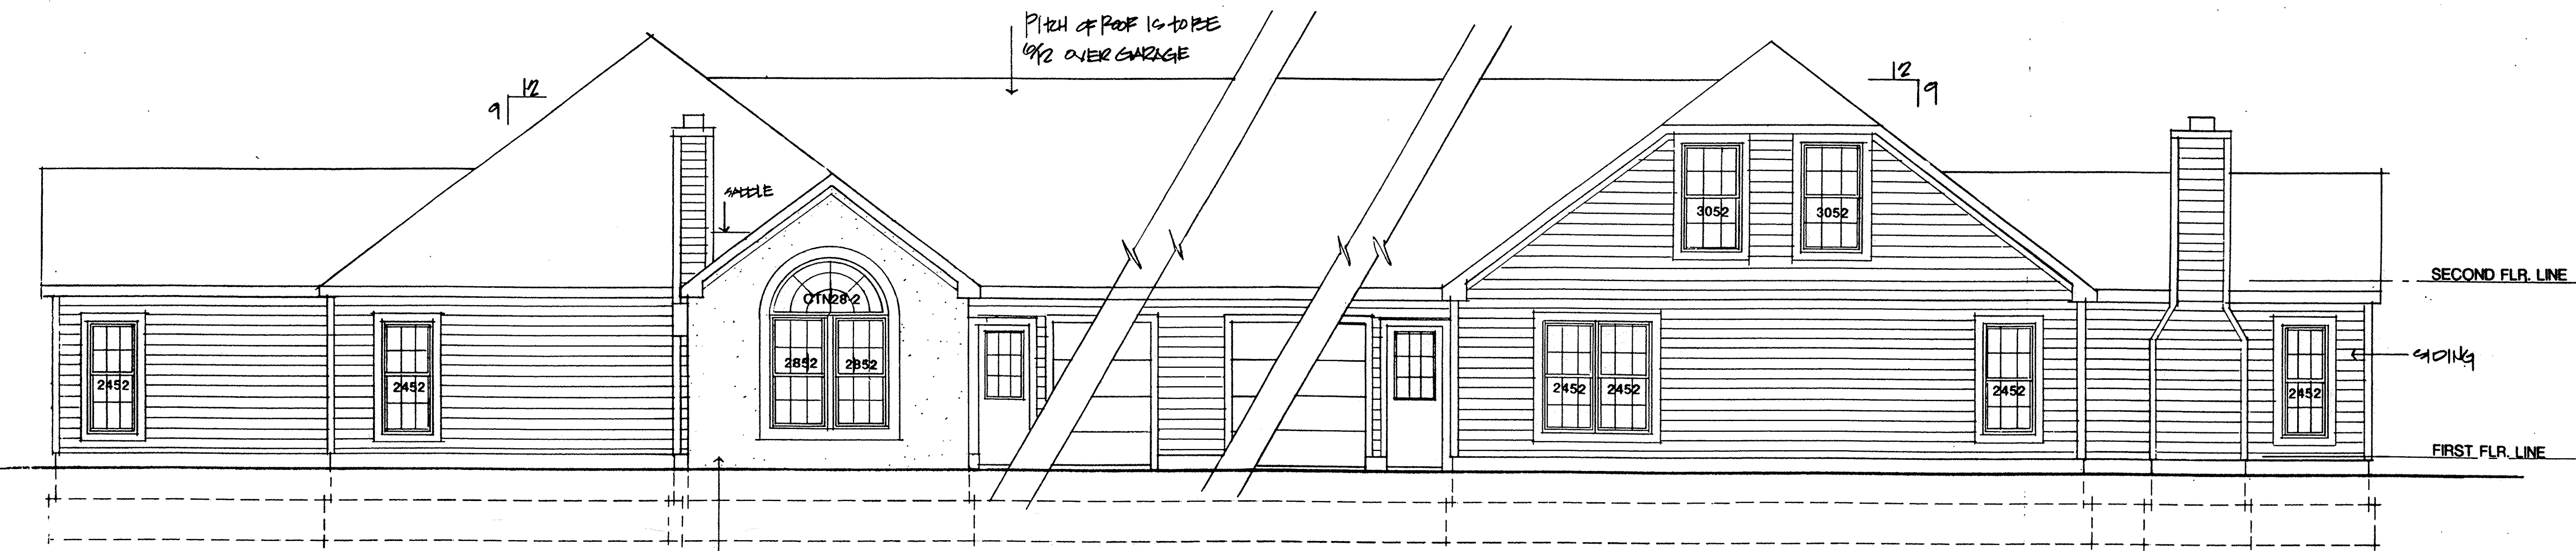 PITCH OF ROOF IS TO BE
6/12 OVER GARAGE
12
9
12
9
SADDLE
3052
3052
SECOND FLR. LINE
CTN28-2
2852
2852
SIDING
2452
2452
2452
2452
2452
2452
FIRST FLR. LINE